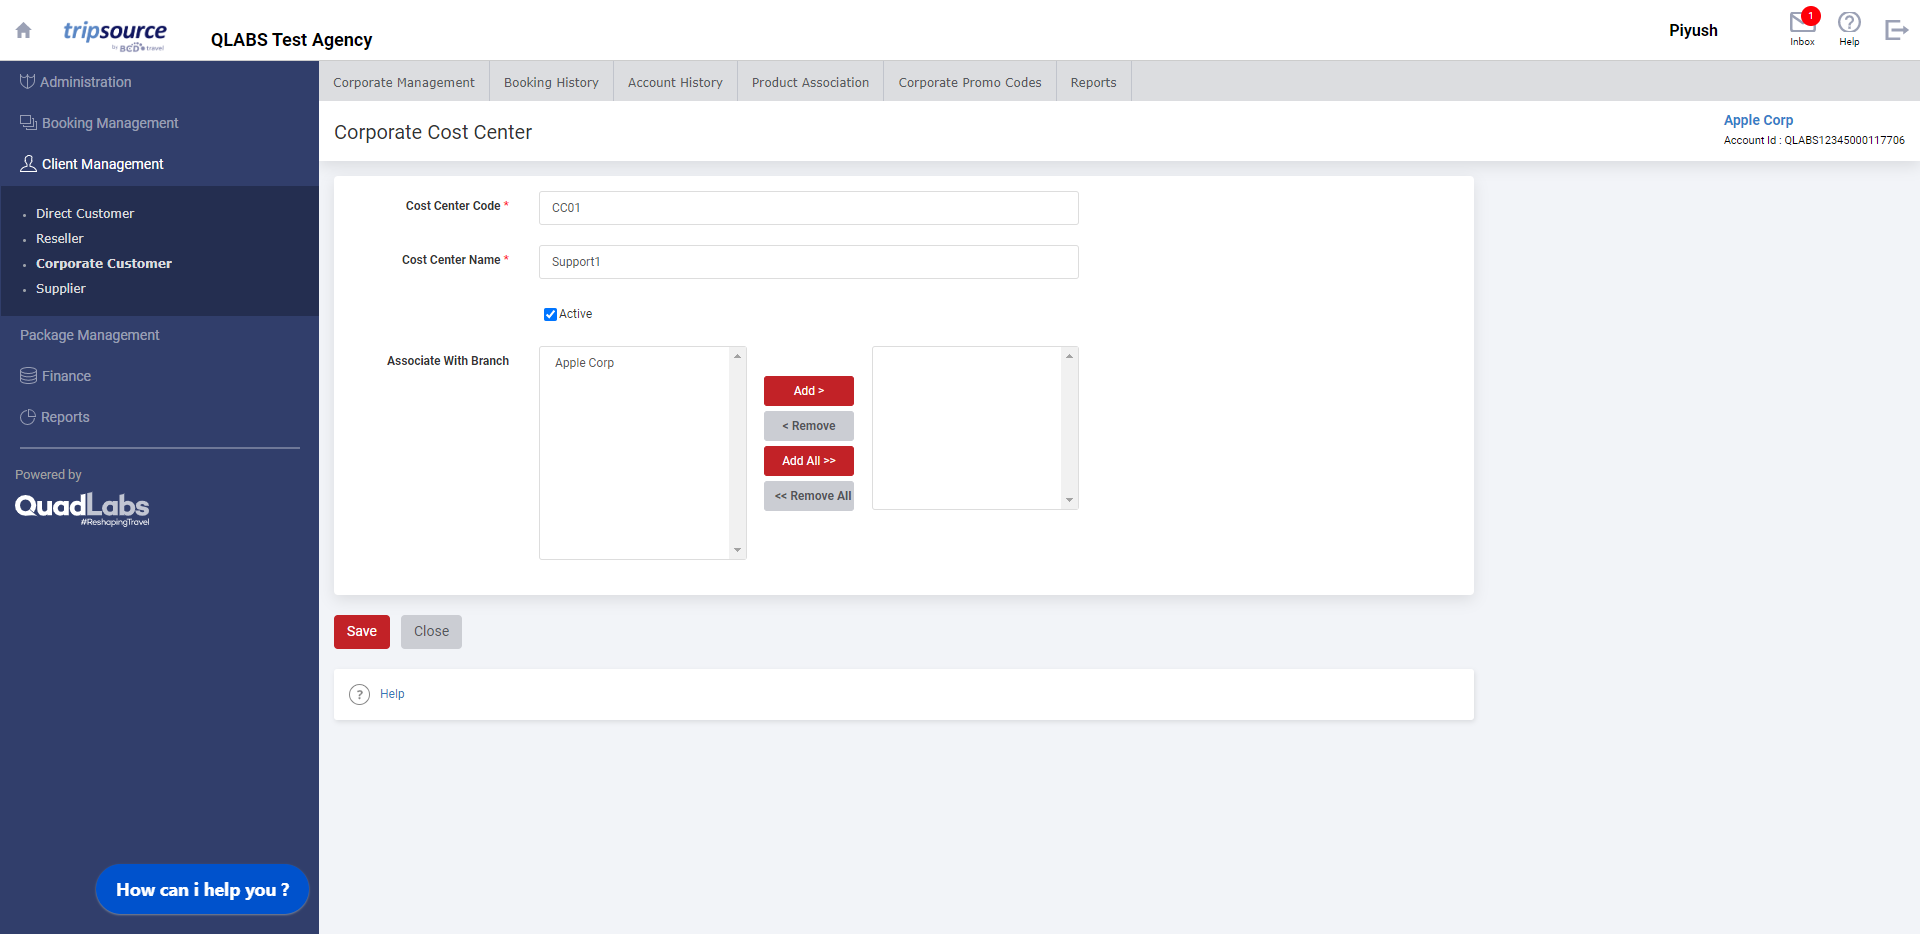 tripsource
by BCD travel
QLABS Test Agency
Piyush
1
Inbox
Help
Administration
Booking Management
Client Management
Direct Customer
Reseller
Corporate Customer
Supplier
Package Management
Finance
Reports
Powered by
QuadLabs
#ReshapingTravel
How can i help you ?
Corporate Management
Booking History
Account History
Product Association
Corporate Promo Codes
Reports
Corporate Cost Center
Apple Corp
Account Id : QLABS12345000117706
Cost Center Code *
CC01
Cost Center Name *
Support1
Active
Associate With Branch
Apple Corp
Add >
< Remove
Add All >>
<< Remove All
Save
Close
? Help